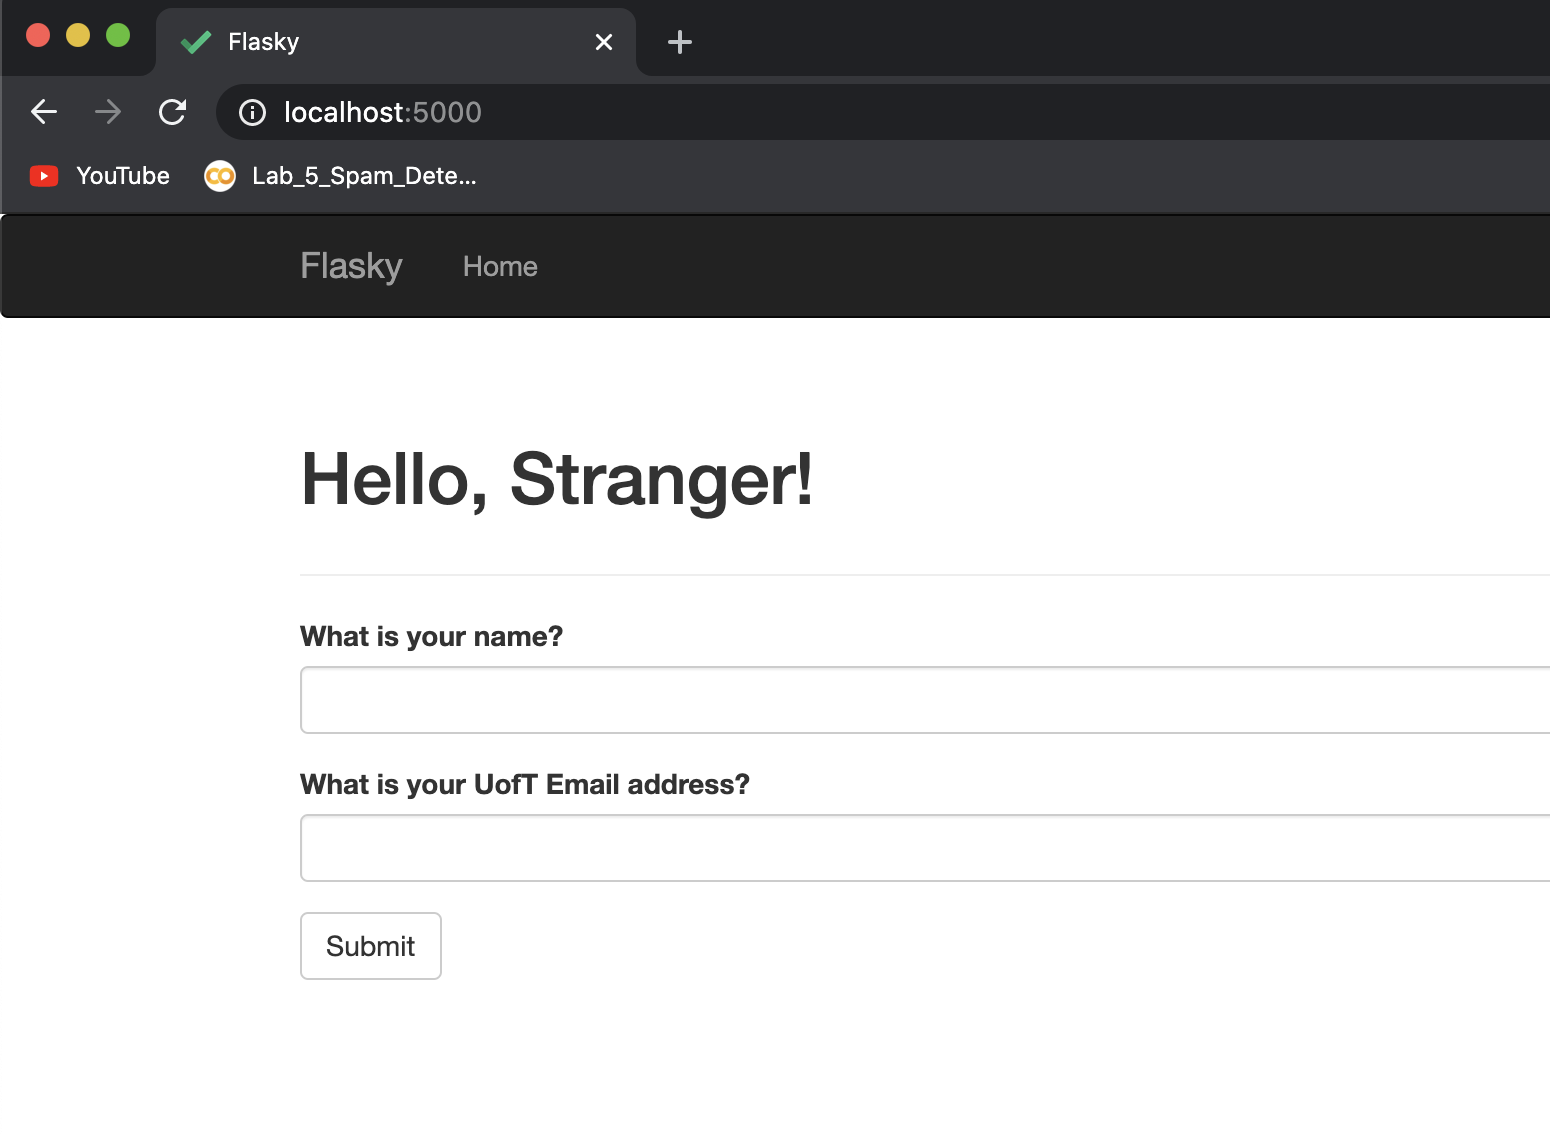 Flasky
localhost:5000
YouTube Lab_5_Spam_Dete...
Flasky Home
Hello, Stranger!
What is your name?
What is your UofT Email address?
Submit